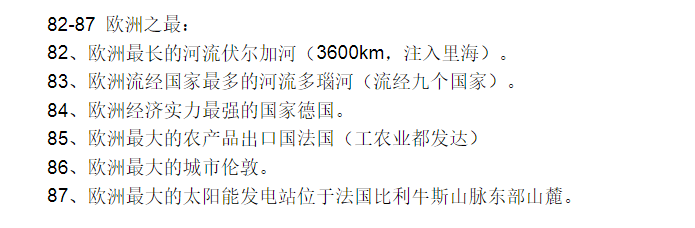 82-87 欧洲之最：
82、欧洲最长的河流伏尔加河（3600km，注入里海）。
83、欧洲流经国家最多的河流多瑙河（流经九个国家）。
84、欧洲经济实力最强的国家德国。
85、欧洲最大的农产品出口国法国（工农业都发达）
86、欧洲最大的城市伦敦。
87、欧洲最大的太阳能发电站位于法国比利牛斯山脉东部山麓。